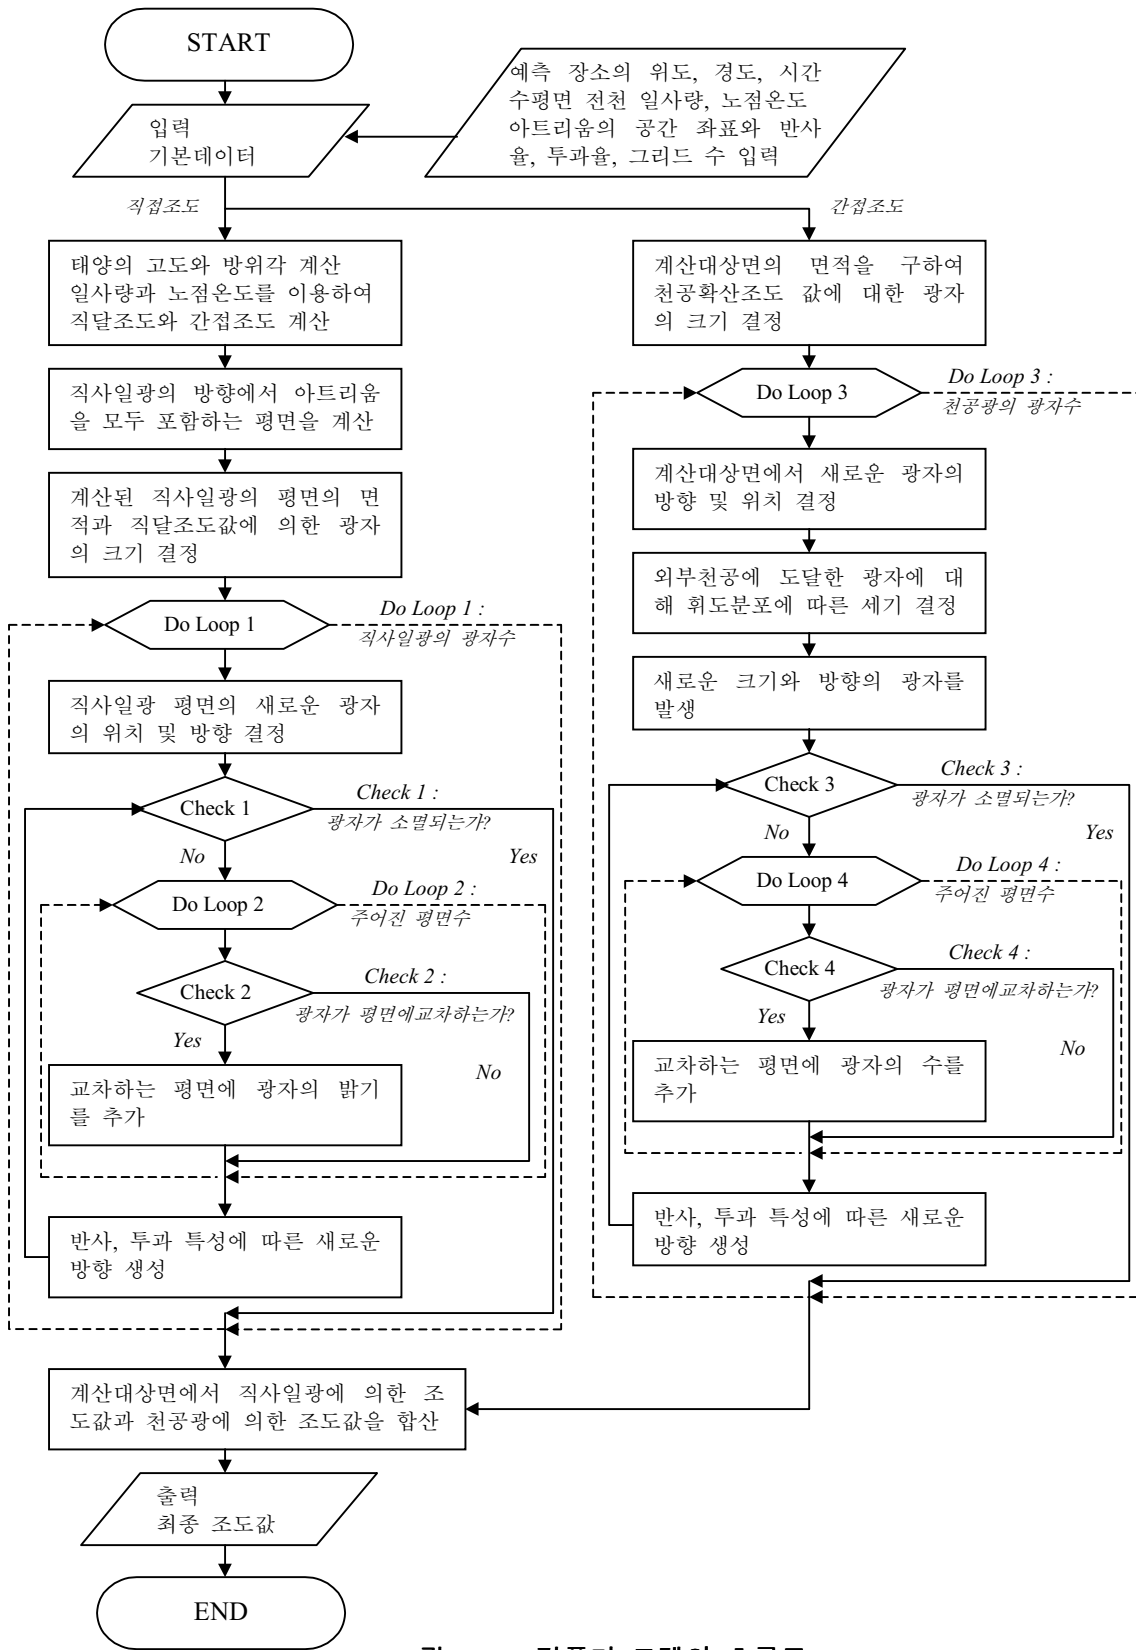 START
입력
기본데이터
예측 장소의 위도, 경도, 시간
수평면 전천 일사량, 노점온도
아트리움의 공간 좌표와 반사
율, 투과율, 그리드 수 입력
직접조도
간접조도
태양의 고도와 방위각 계산
일사량과 노점온도를 이용하여
직달조도와 간접조도 계산
직사일광의 방향에서 아트리움
을 모두 포함하는 평면을 계산
계산된 직사일광의 평면의 면
적과 직달조도값에 의한 광자
의 크기 결정
Do Loop 1
Do Loop 1 :
직사일광의 광자수
직사일광 평면의 새로운 광자
의 위치 및 방향 결정
Check 1
Check 1 :
광자가 소멸되는가?
No
Yes
Do Loop 2
Do Loop 2 :
주어진 평면수
Check 2
Check 2 :
광자가 평면에교차하는가?
Yes
No
교차하는 평면에 광자의 밝기
를 추가
반사, 투과 특성에 따른 새로운
방향 생성
계산대상면의 면적을 구하여
천공확산조도 값에 대한 광자
의 크기 결정
Do Loop 3
Do Loop 3 :
천공광의 광자수
계산대상면에서 새로운 광자의
방향 및 위치 결정
외부천공에 도달한 광자에 대
해 휘도분포에 따른 세기 결정
새로운 크기와 방향의 광자를
발생
Check 3
Check 3 :
광자가 소멸되는가?
No
Yes
Do Loop 4
Do Loop 4 :
주어진 평면수
Check 4
Check 4 :
광자가 평면에교차하는가?
Yes
No
교차하는 평면에 광자의 수를
추가
반사, 투과 특성에 따른 새로운
방향 생성
계산대상면에서 직사일광에 의한 조
도값과 천공광에 의한 조도값을 합산
출력
최종 조도값
END